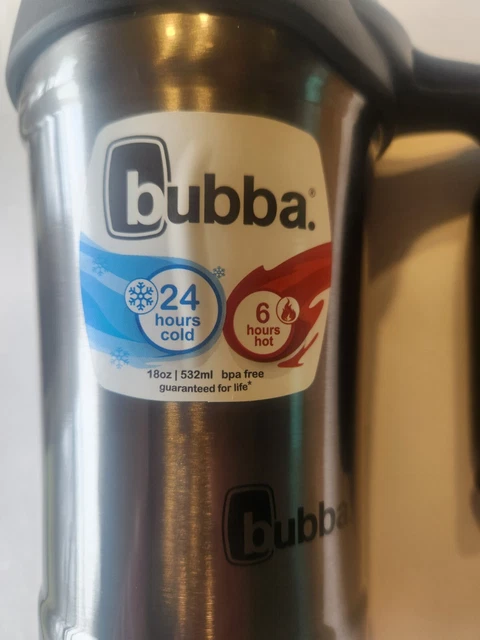 bubba.®
24
hours
cold
6
hours
hot
18oz | 532ml bpa free
guaranteed for life*
bubba